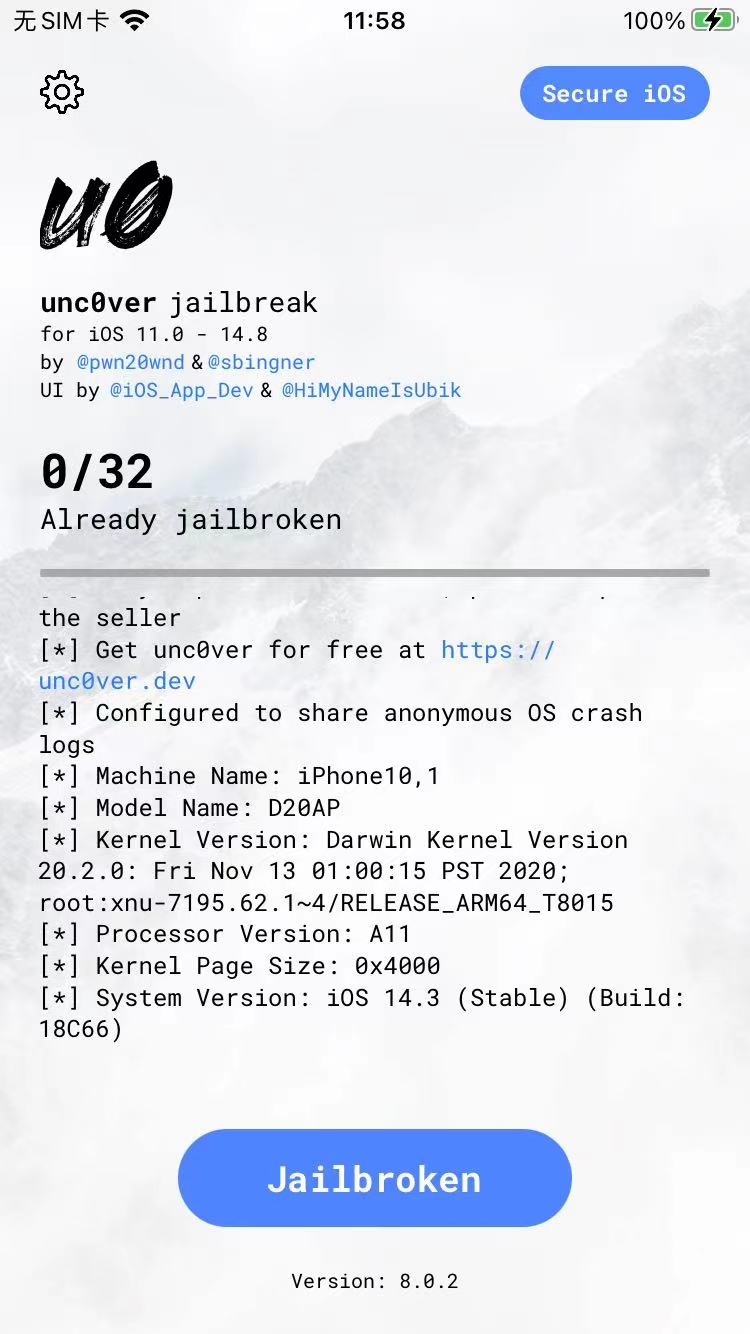 无SIM卡 11:58 100%
Secure iOS
u0
unc0ver jailbreak
for iOS 11.0 - 14.8
by @pwn20wnd & @sbingner
UI by @iOS_App_Dev & @HiMyNameIsUbik
0/32
Already jailbroken
the seller
[*] Get unc0ver for free at https://
unc0ver.dev
[*] Configured to share anonymous OS crash
logs
[*] Machine Name: iPhone10,1
[*] Model Name: D20AP
[*] Kernel Version: Darwin Kernel Version
20.2.0: Fri Nov 13 01:00:15 PST 2020;
root:xnu-7195.62.1~4/RELEASE_ARM64_T8015
[*] Processor Version: A11
[*] Kernel Page Size: 0x4000
[*] System Version: iOS 14.3 (Stable) (Build:
18C66)
Jailbroken
Version: 8.0.2